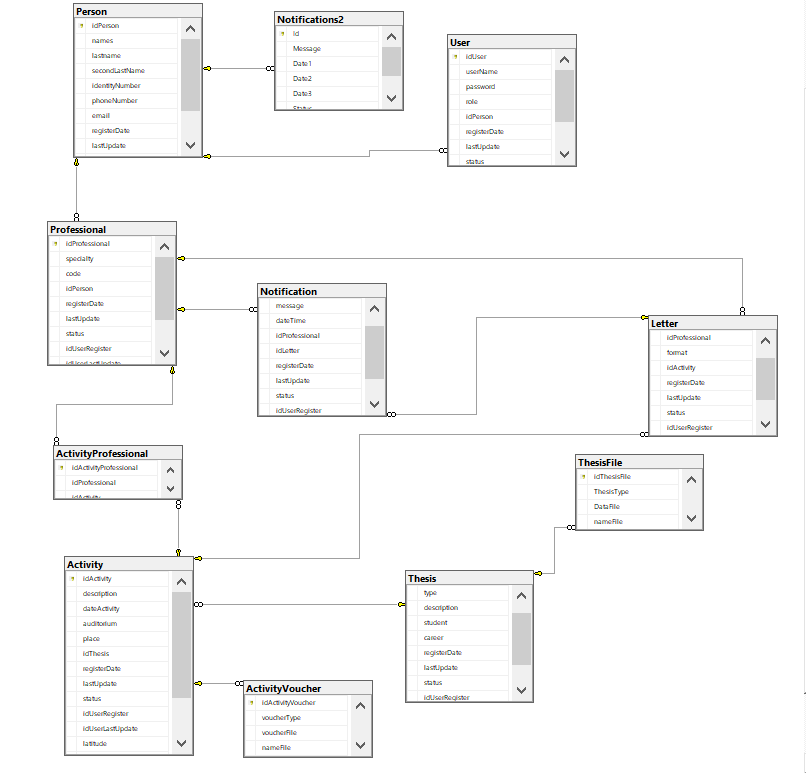 Person
idPerson
names
lastname
secondLastName
identityNumber
phoneNumber
email
registerDate
lastUpdate
Notifications2
Id
Message
Date1
Date2
Date3
Status
User
idUser
userName
password
role
idPerson
registerDate
lastUpdate
status
Professional
idProfessional
speciality
code
idPerson
registerDate
lastUpdate
status
idUserRegister
idUserLastUpdate
Notification
message
dateTime
idProfessional
idLetter
registerDate
lastUpdate
status
idUserRegister
Letter
idProfessional
format
idActivity
registerDate
lastUpdate
status
idUserRegister
ActivityProfessional
idActivityProfessional
idProfessional
idActivity
ThesisFile
idThesisFile
ThesisType
DataFile
nameFile
Activity
idActivity
description
dateActivity
auditorium
place
idThesis
registerDate
lastUpdate
status
idUserRegister
idUserLastUpdate
latitude
Thesis
type
description
student
career
registerDate
lastUpdate
status
idUserRegister
ActivityVoucher
idActivityVoucher
voucherType
voucherFile
nameFile